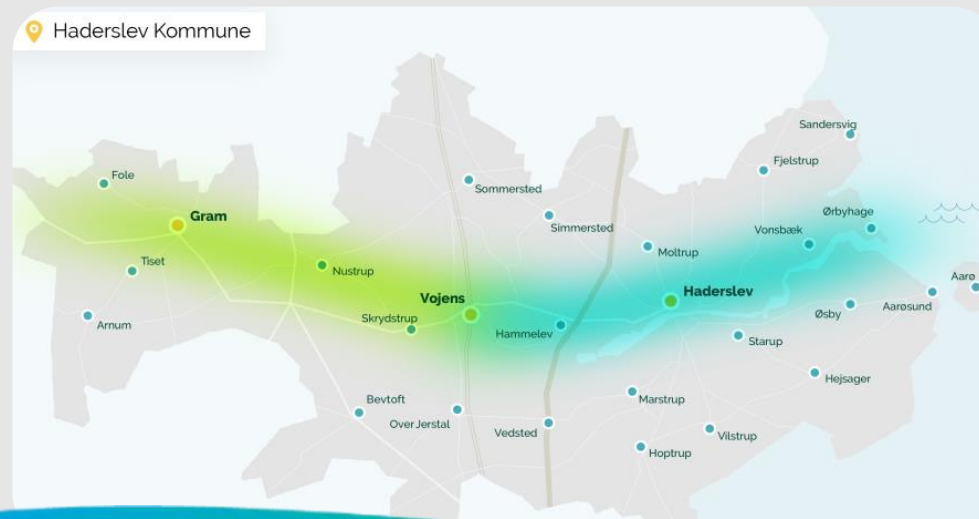 Haderslev Kommune
Sandersvig
Fjelstrup
Fole
Sommersted
Ørbyhage
Gram
Simmersted
Vonsbæk
Moltrup
Tiset
Nustrup
Aarø
Haderslev
Vojens
Aarøsund
Skrydstrup
Øsby
Arnum
Hammelev
Starup
Hejsager
Bevtoft
Marstrup
Over Jerstal
Vedsted
Vilstrup
Hoptrup